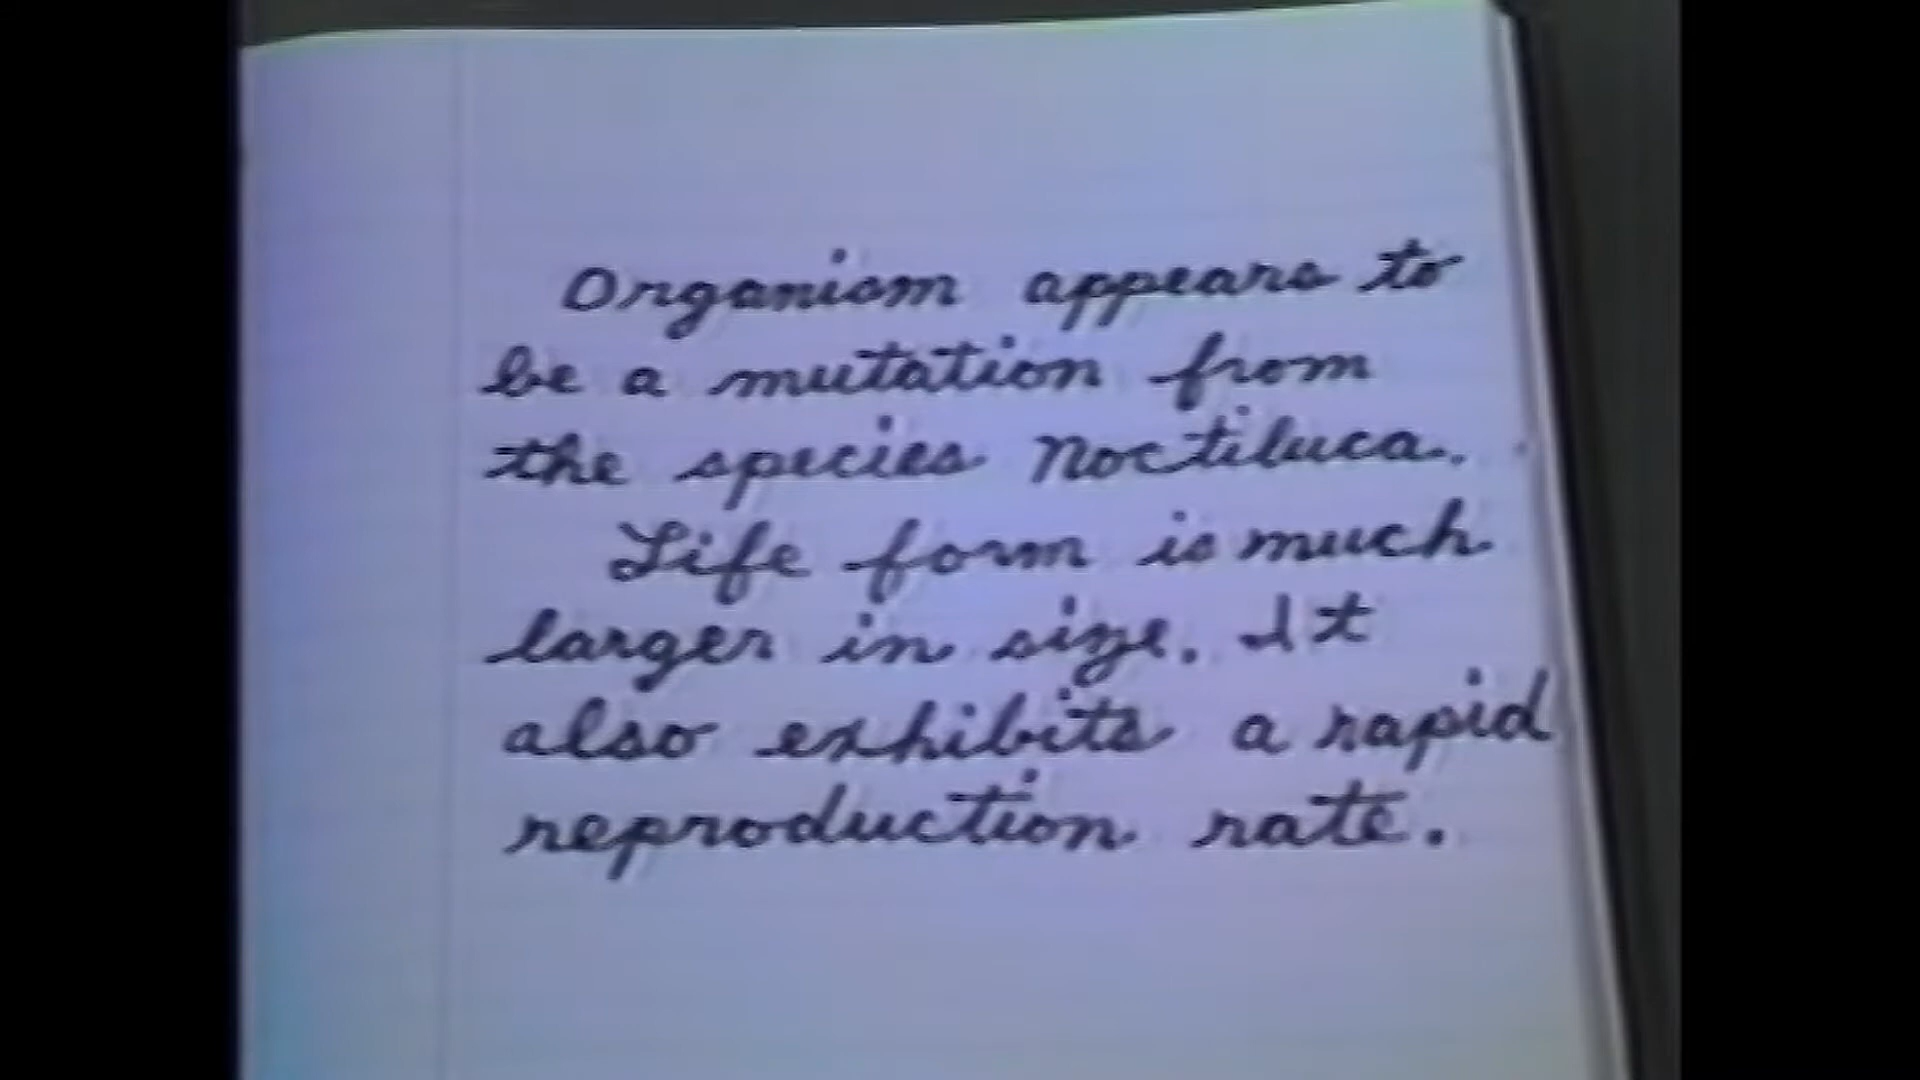 Organism appears to
be a mutation from
the species Noctiluca.
Life form is much
larger in size. It
also exhibits a rapid
reproduction rate.